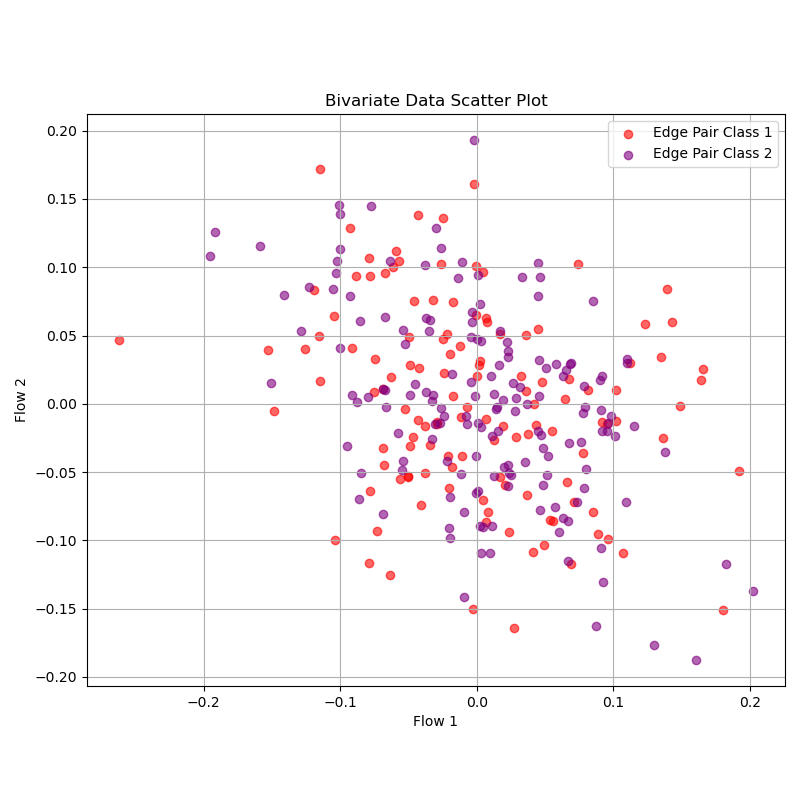 Bivariate Data Scatter Plot
Edge Pair Class 1
Edge Pair Class 2
0.20
0.15
0.10
0.05
0.00
−0.05
−0.10
−0.15
−0.20
Flow 2
−0.2
−0.1
0.0
0.1
0.2
Flow 1